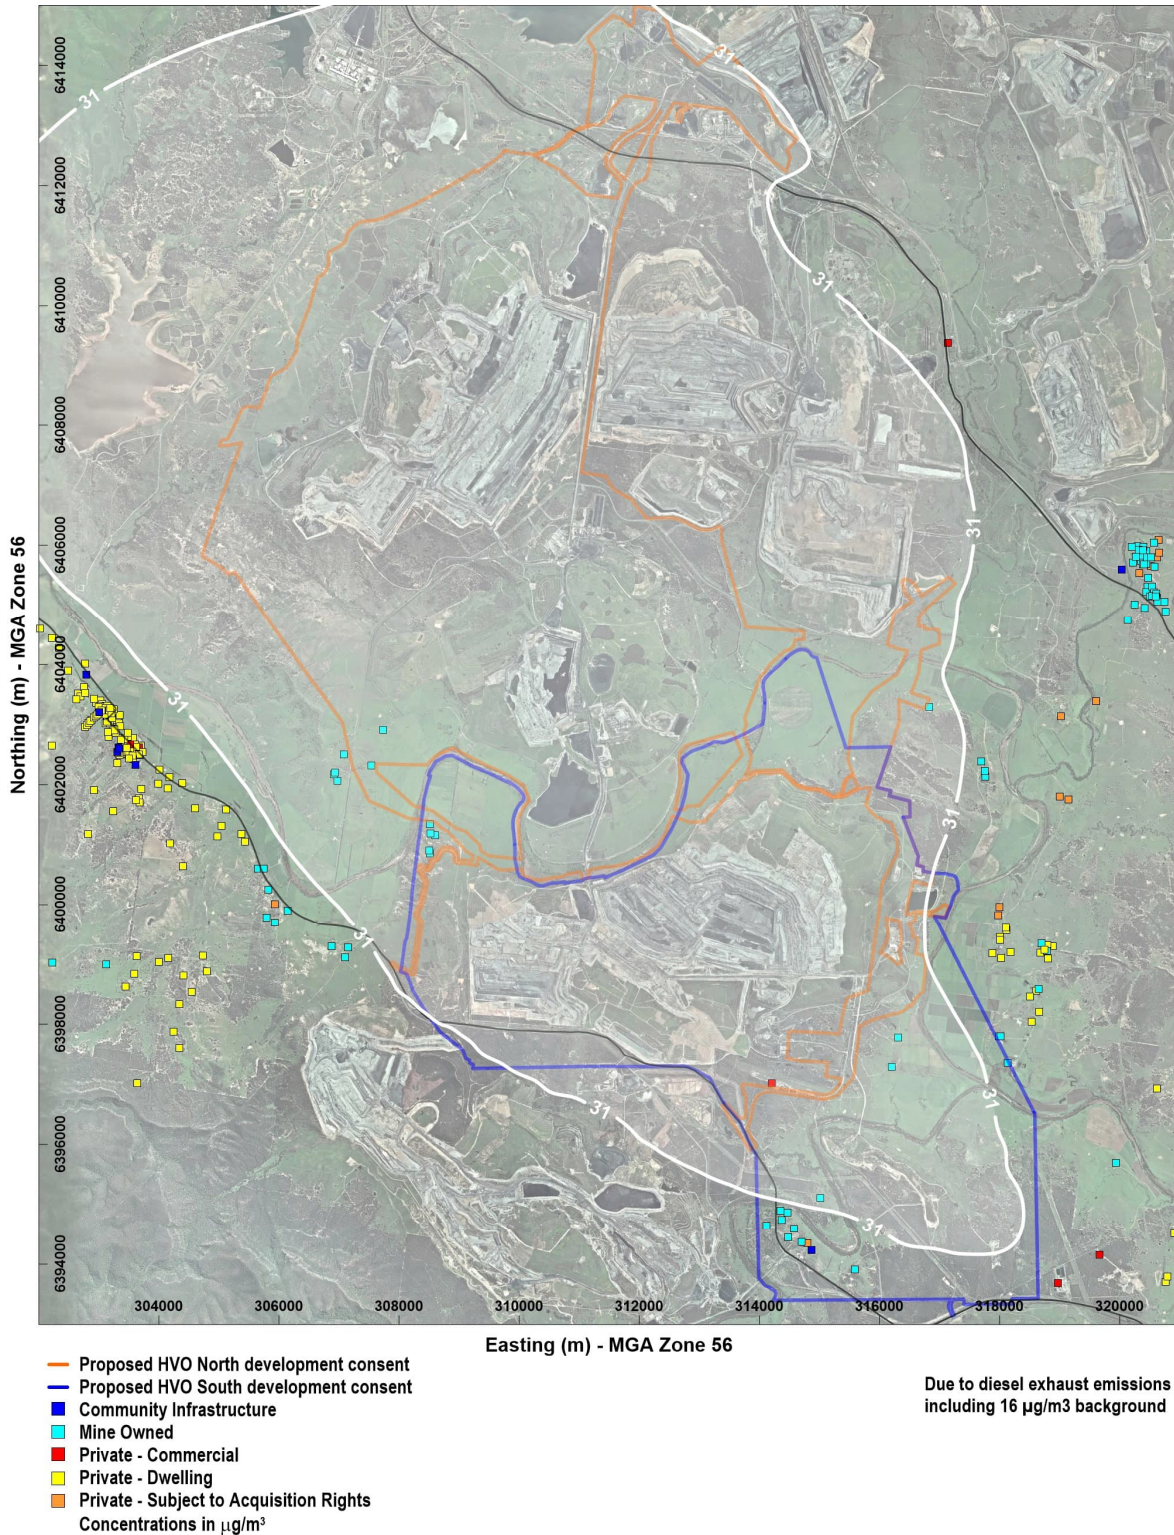 31
31
31
31
31
31
31
31
31
31
Northing (m) - MGA Zone 56
6414000
6412000
6410000
6408000
6406000
6404000
6402000
6400000
6398000
6396000
6394000
304000 306000 308000 310000 312000 314000 316000 318000 320000
Easting (m) - MGA Zone 56
Proposed HVO North development consent
Proposed HVO South development consent
Community Infrastructure
Mine Owned
Private - Commercial
Private - Dwelling
Private - Subject to Acquisition Rights
Concentrations in μg/m³
Due to diesel exhaust emissions
including 16 µg/m3 background